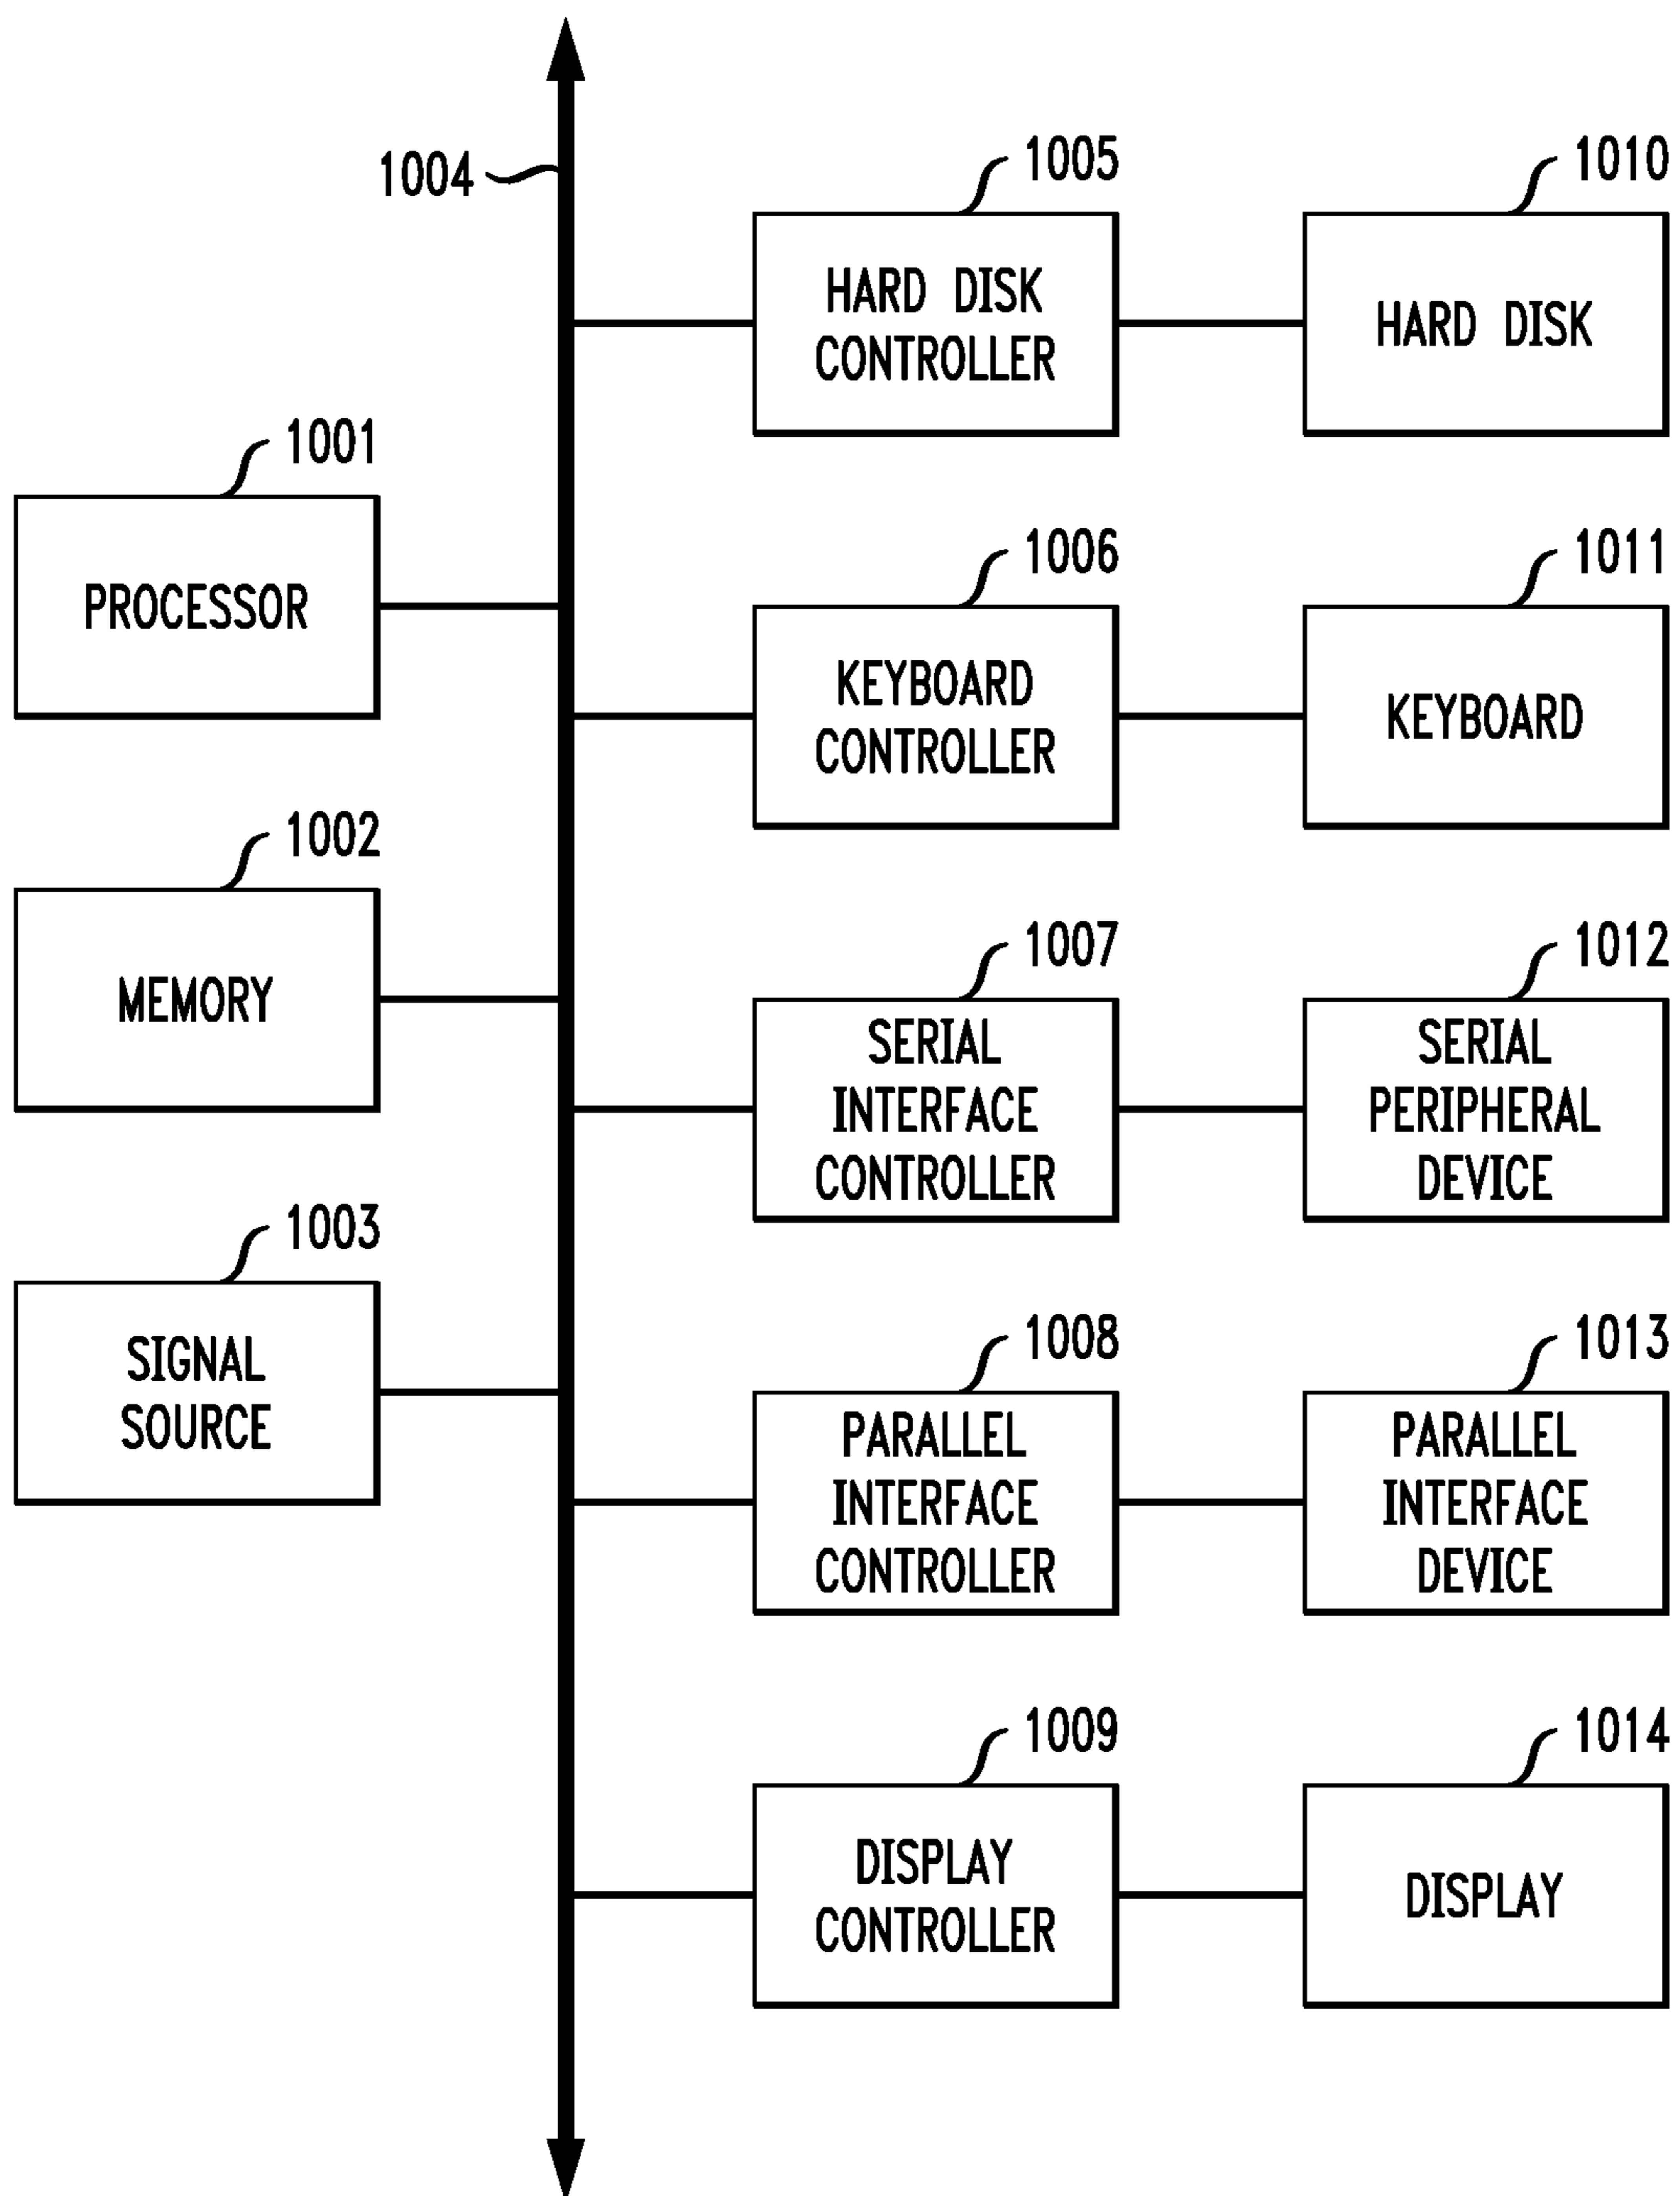 1004
1005
HARD DISK
CONTROLLER
1010
HARD DISK
1001
PROCESSOR
1006
KEYBOARD
CONTROLLER
1011
KEYBOARD
1002
MEMORY
1007
SERIAL
INTERFACE
CONTROLLER
1012
SERIAL
PERIPHERAL
DEVICE
1003
SIGNAL
SOURCE
1008
PARALLEL
INTERFACE
CONTROLLER
1013
PARALLEL
INTERFACE
DEVICE
1009
DISPLAY
CONTROLLER
1014
DISPLAY